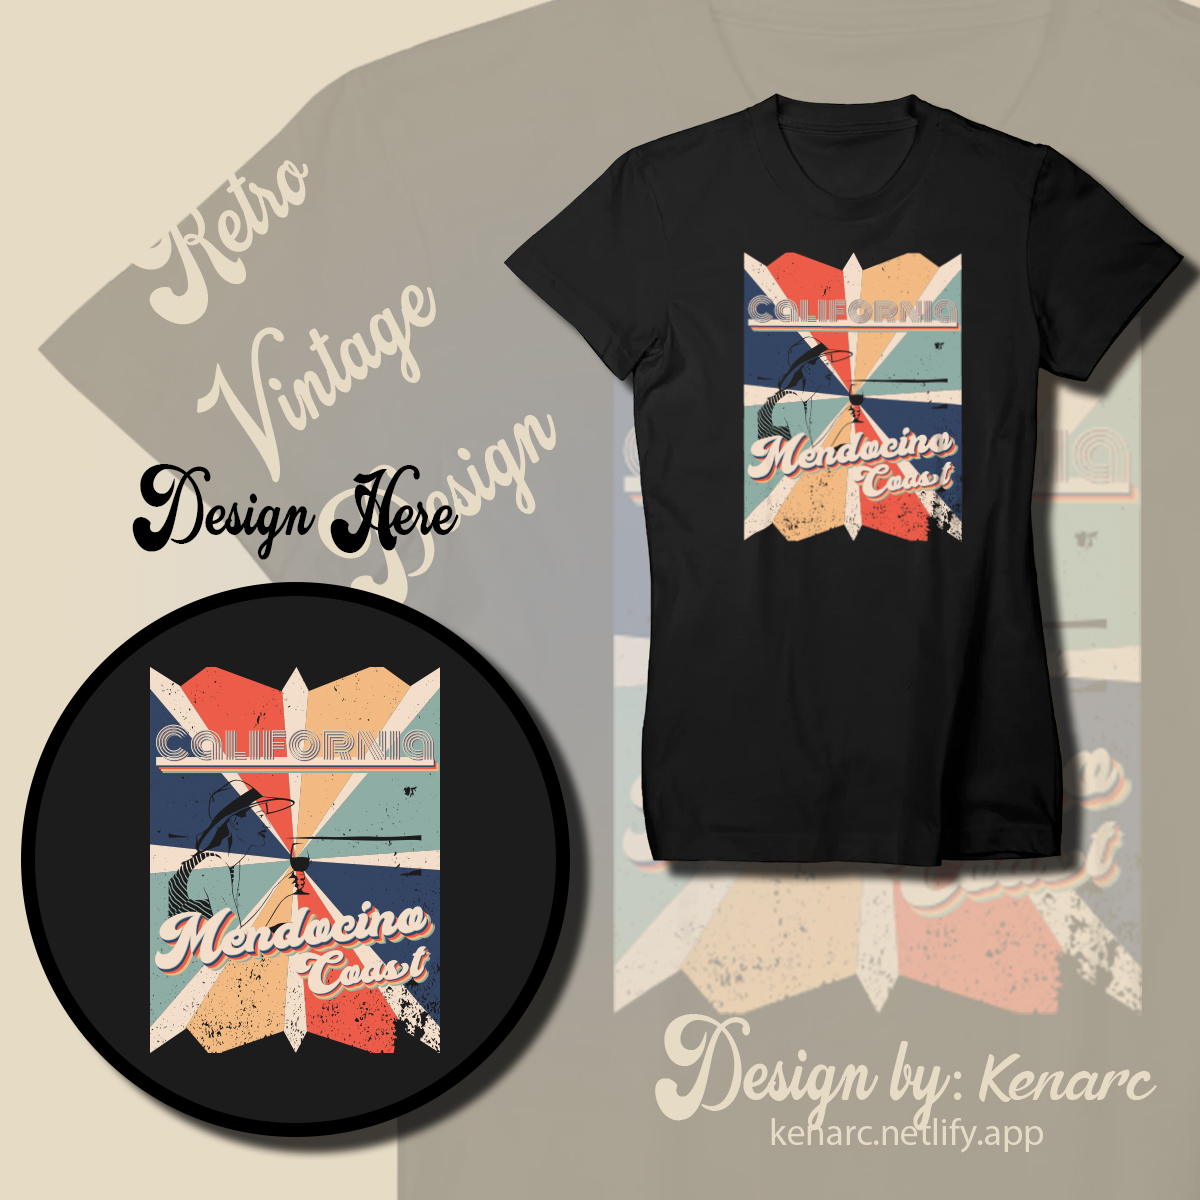 Retro
Vintage
Design
CALIFORNIA
Mendocino
Coast
Design Here
CALIFORNIA
Mendocino
Coast
Design by: Kenarc
kenarc.netlify.app